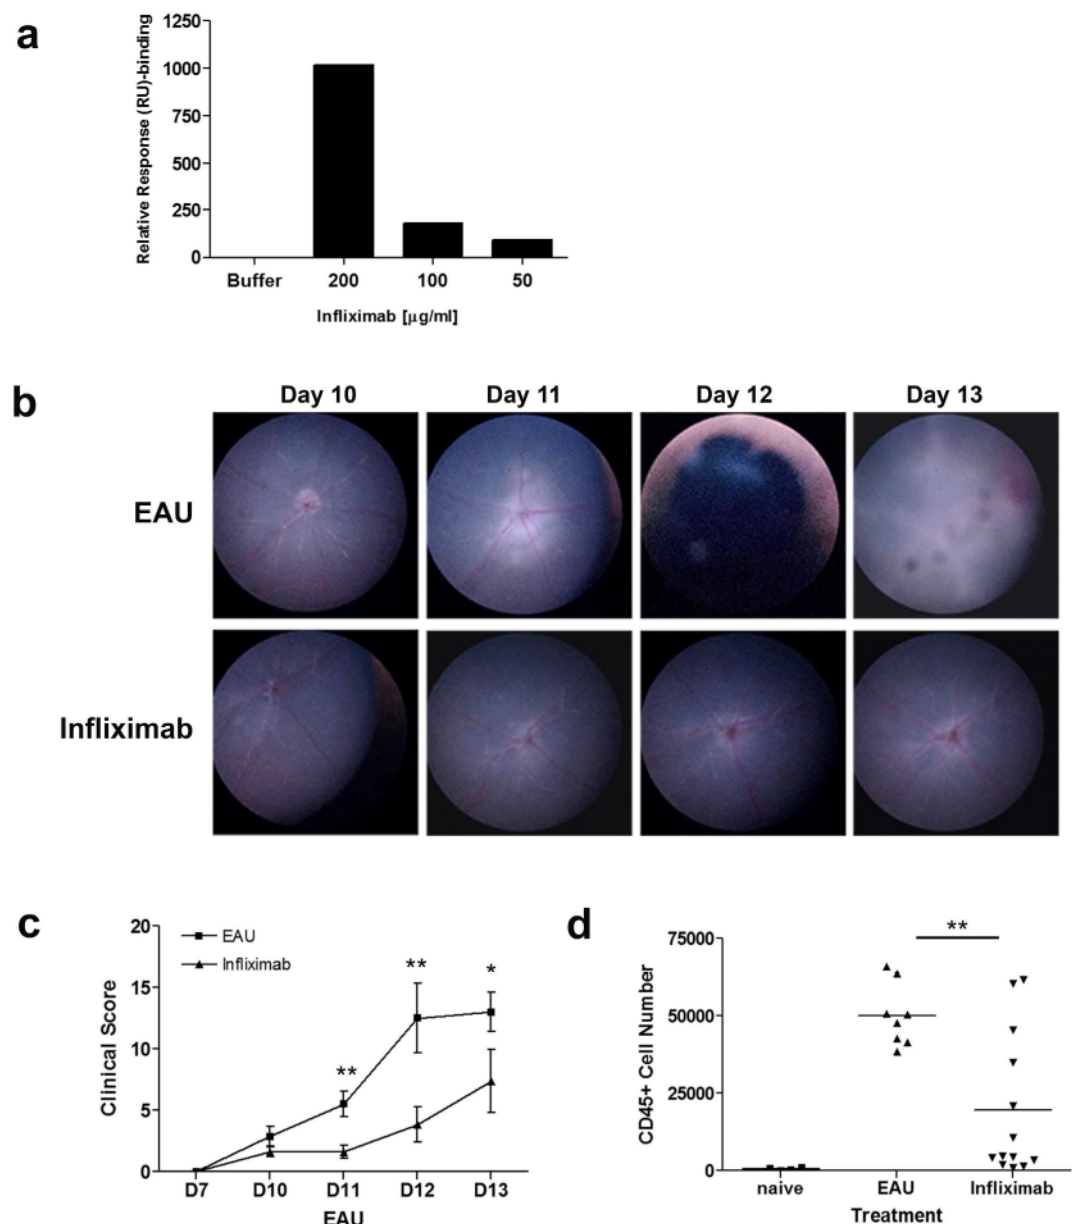 a
Relative Response (RU)-binding
1250
1000
750
500
250
0
Buffer 200 100 50
Infliximab [μg/ml]
b
Day 10 Day 11 Day 12 Day 13
EAU
Infliximab
c
Clinical Score
20
15
10
5
0
EAU
Infliximab
**
**
*
D7 D10 D11 D12 D13
EAU
d
CD45+ Cell Number
75000
50000
25000
0
**
naive EAU Infliximab
Treatment